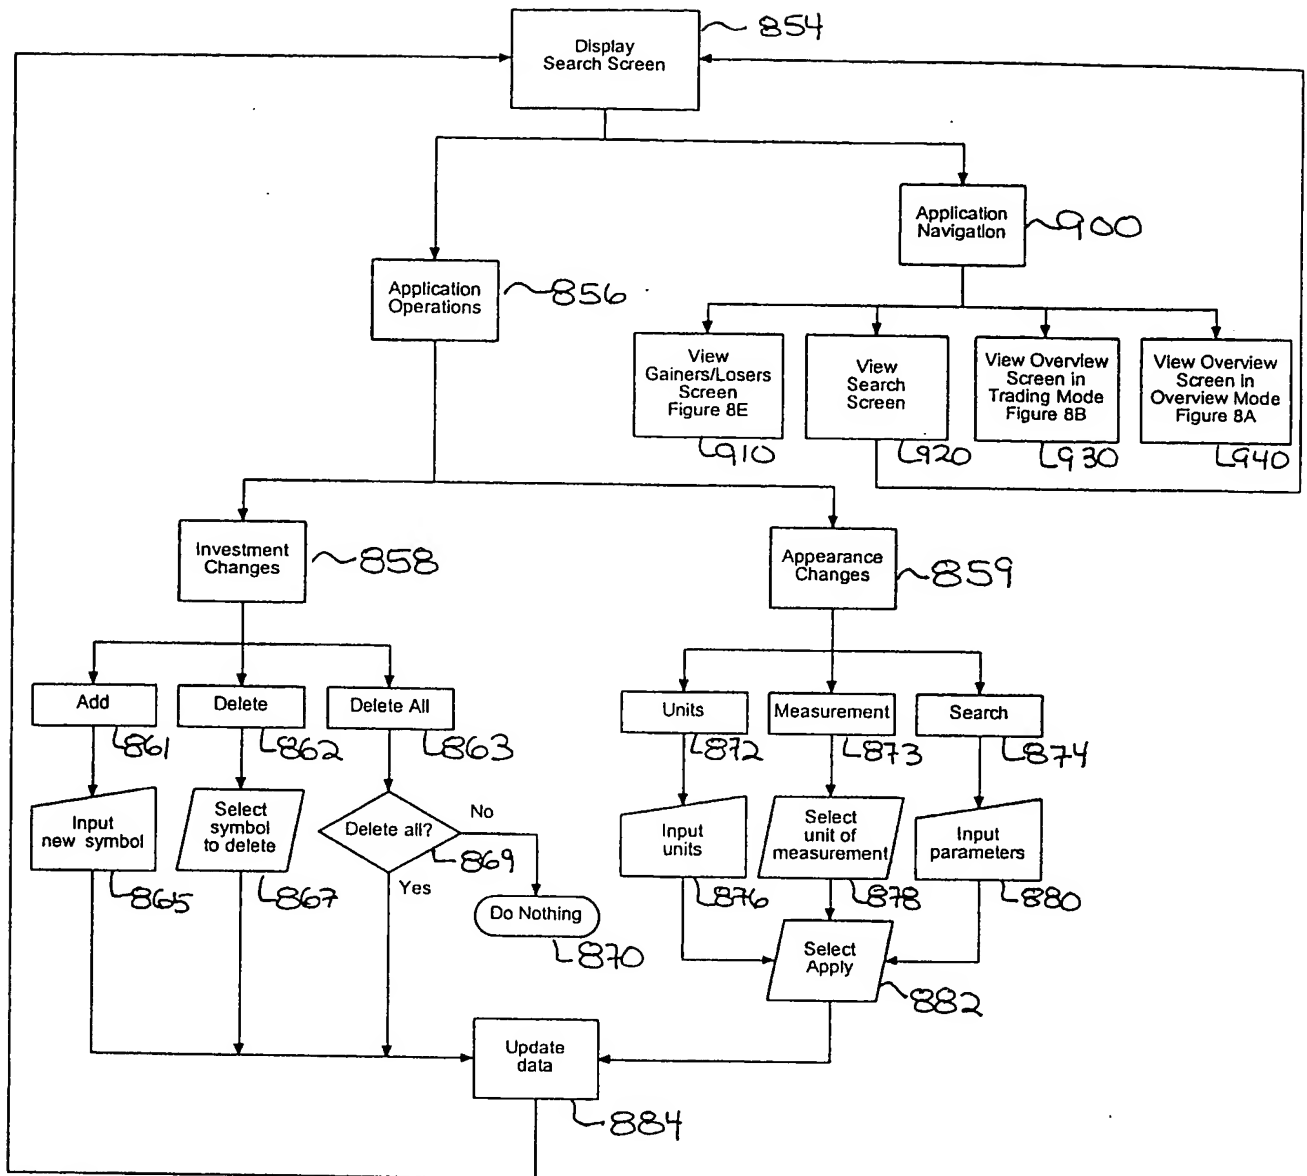 Display
Search Screen
854
Application
Navigation
900
Application
Operations
856
View
Gainers/Losers
Screen
Figure 8E
View
Search
Screen
View Overview
Screen in
Trading Mode
Figure 8B
View Overview
Screen in
Overview Mode
Figure 8A
910
920
930
940
Investment
Changes
858
Appearance
Changes
859
Add
Delete
Delete All
Units
Measurement
Search
861
862
863
872
873
874
Input
new symbol
Select
symbol
to delete
Delete all?
No
Yes
Input
units
Select
unit of
measurement
Input
parameters
865
867
869
876
878
880
Do Nothing
870
Select
Apply
882
Update
data
884